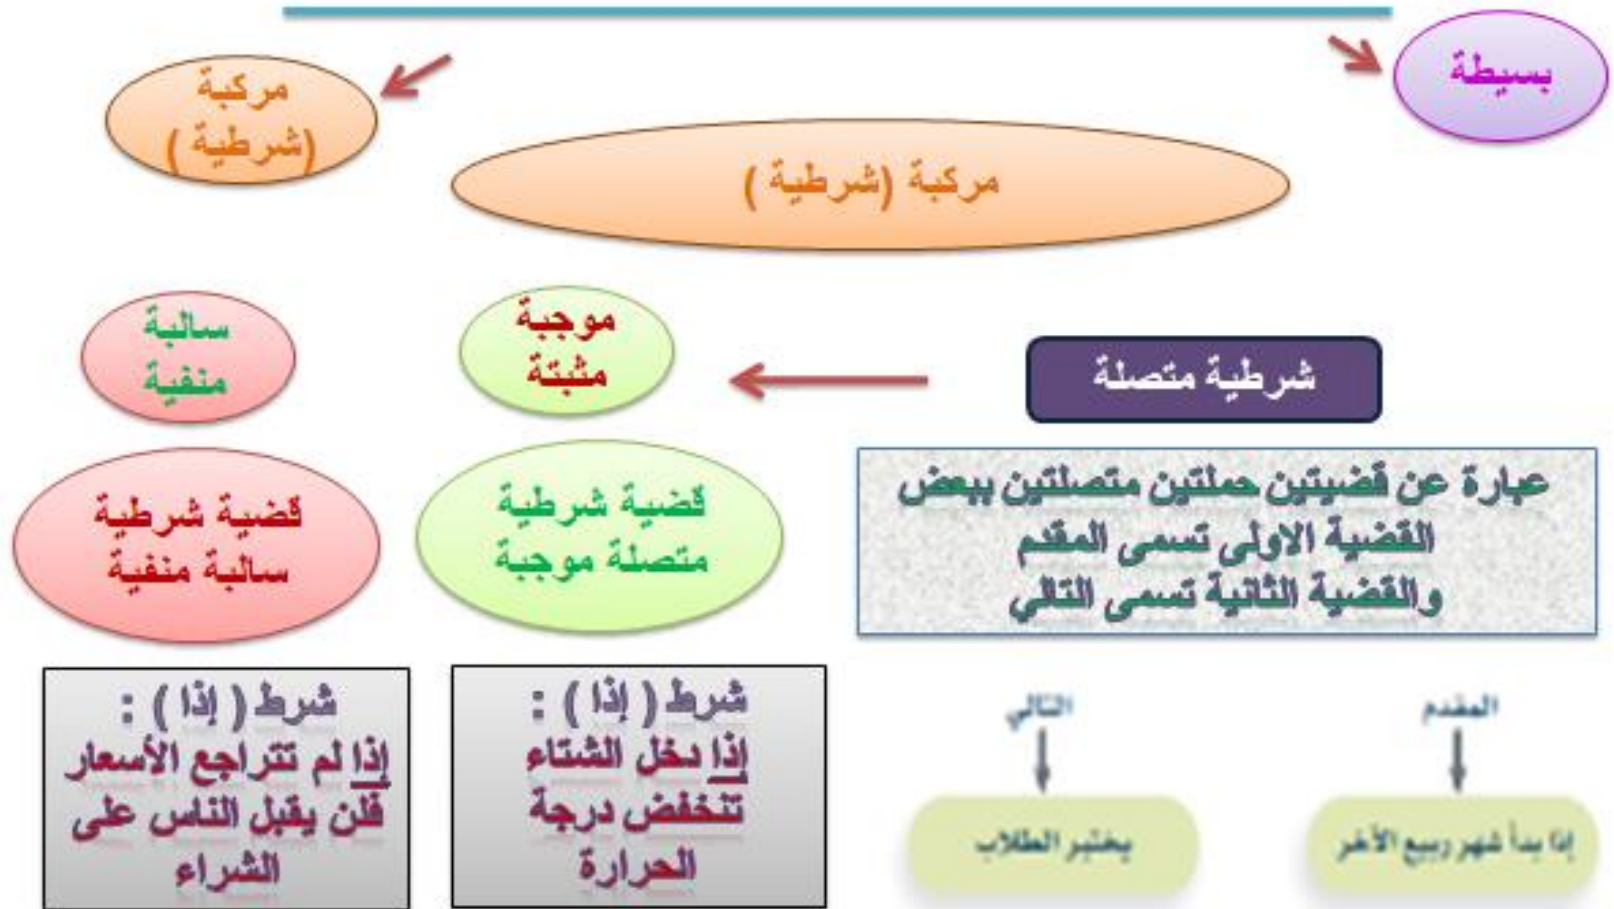 بسيطة
مركبة
(شرطية )
مركبة (شرطية )
شرطية متصلة
موجبة
مثبتة
سالبة
منفية
عبارة عن قضيتين حملتين متصلتين ببعض
القضية الاولى تسمى المقدم
والقضية الثانية تسمى التالي
قضية شرطية
متصلة موجبة
قضية شرطية
سالبة منفية
المقدم
التالي
إذا بدأ شهر ربيع الأخر
يختبر الطلاب
شرط ( إذا ) :
إذا دخل الشتاء
تنخفض درجة
الحرارة
شرط ( إذا ) :
إذا لم تتراجع الأسعار
فلن يقبل الناس على
الشراء